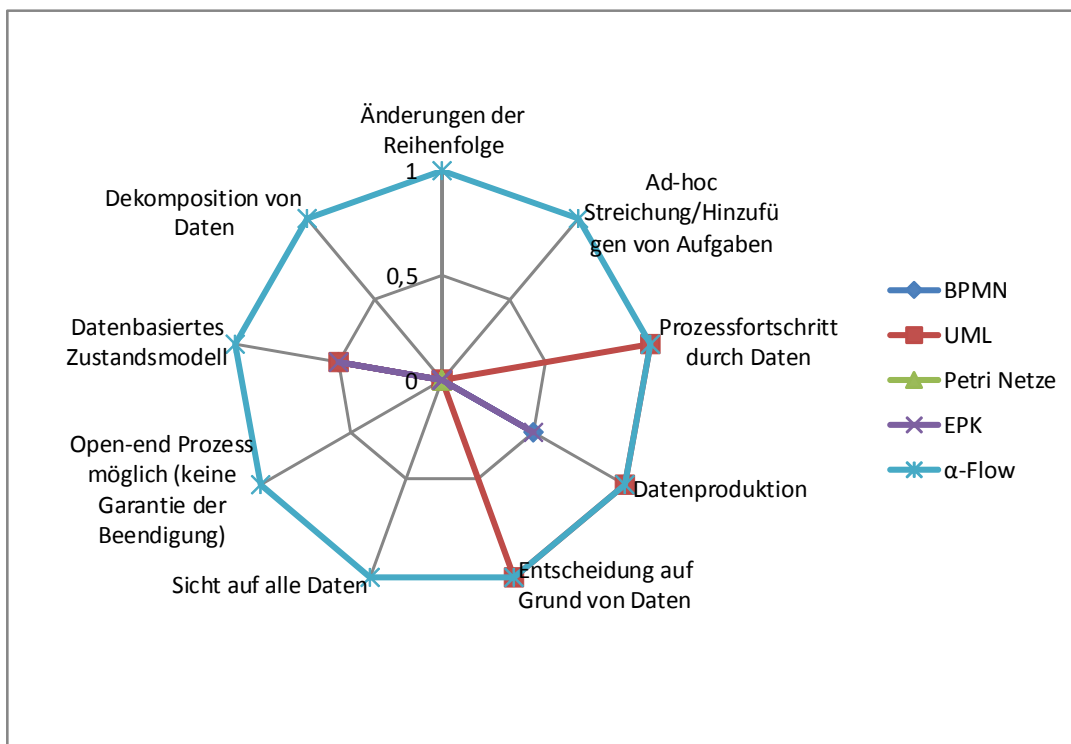 Änderungen der
Reihenfolge
1
Ad-hoc
Streichung/Hinzufü
gen von Aufgaben
Dekomposition von
Daten
0,5
Prozessfortschritt
durch Daten
Datenbasiertes
Zustandsmodell
0
Open-end Prozess
möglich (keine
Garantie der
Beendigung)
Datenproduktion
Sicht auf alle Daten
Entscheidung auf
Grund von Daten
BPMN
UML
Petri Netze
EPK
α-Flow